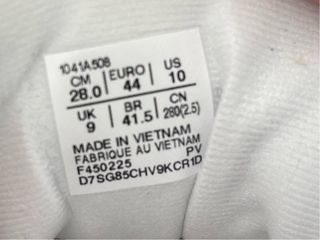 1041A508
CM EURO US
28.0 44 10
UK BR CN
9 41.5 280(2.5)
MADE IN VIETNAM
FABRIQUE AU VIETNAM
F450225 PV
D7SG85CHV9KCR1D